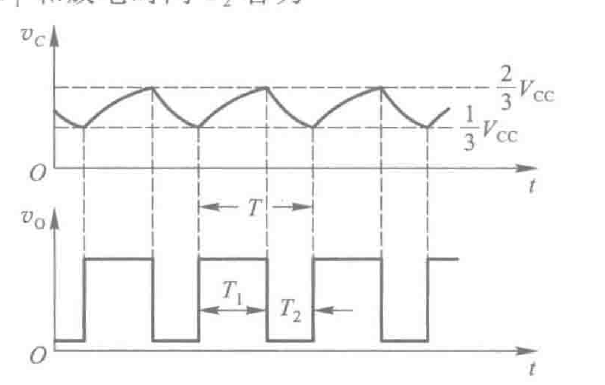 v_C
2/3 V_CC
1/3 V_CC
O
t
v_O
T
T_1
T_2
O
t